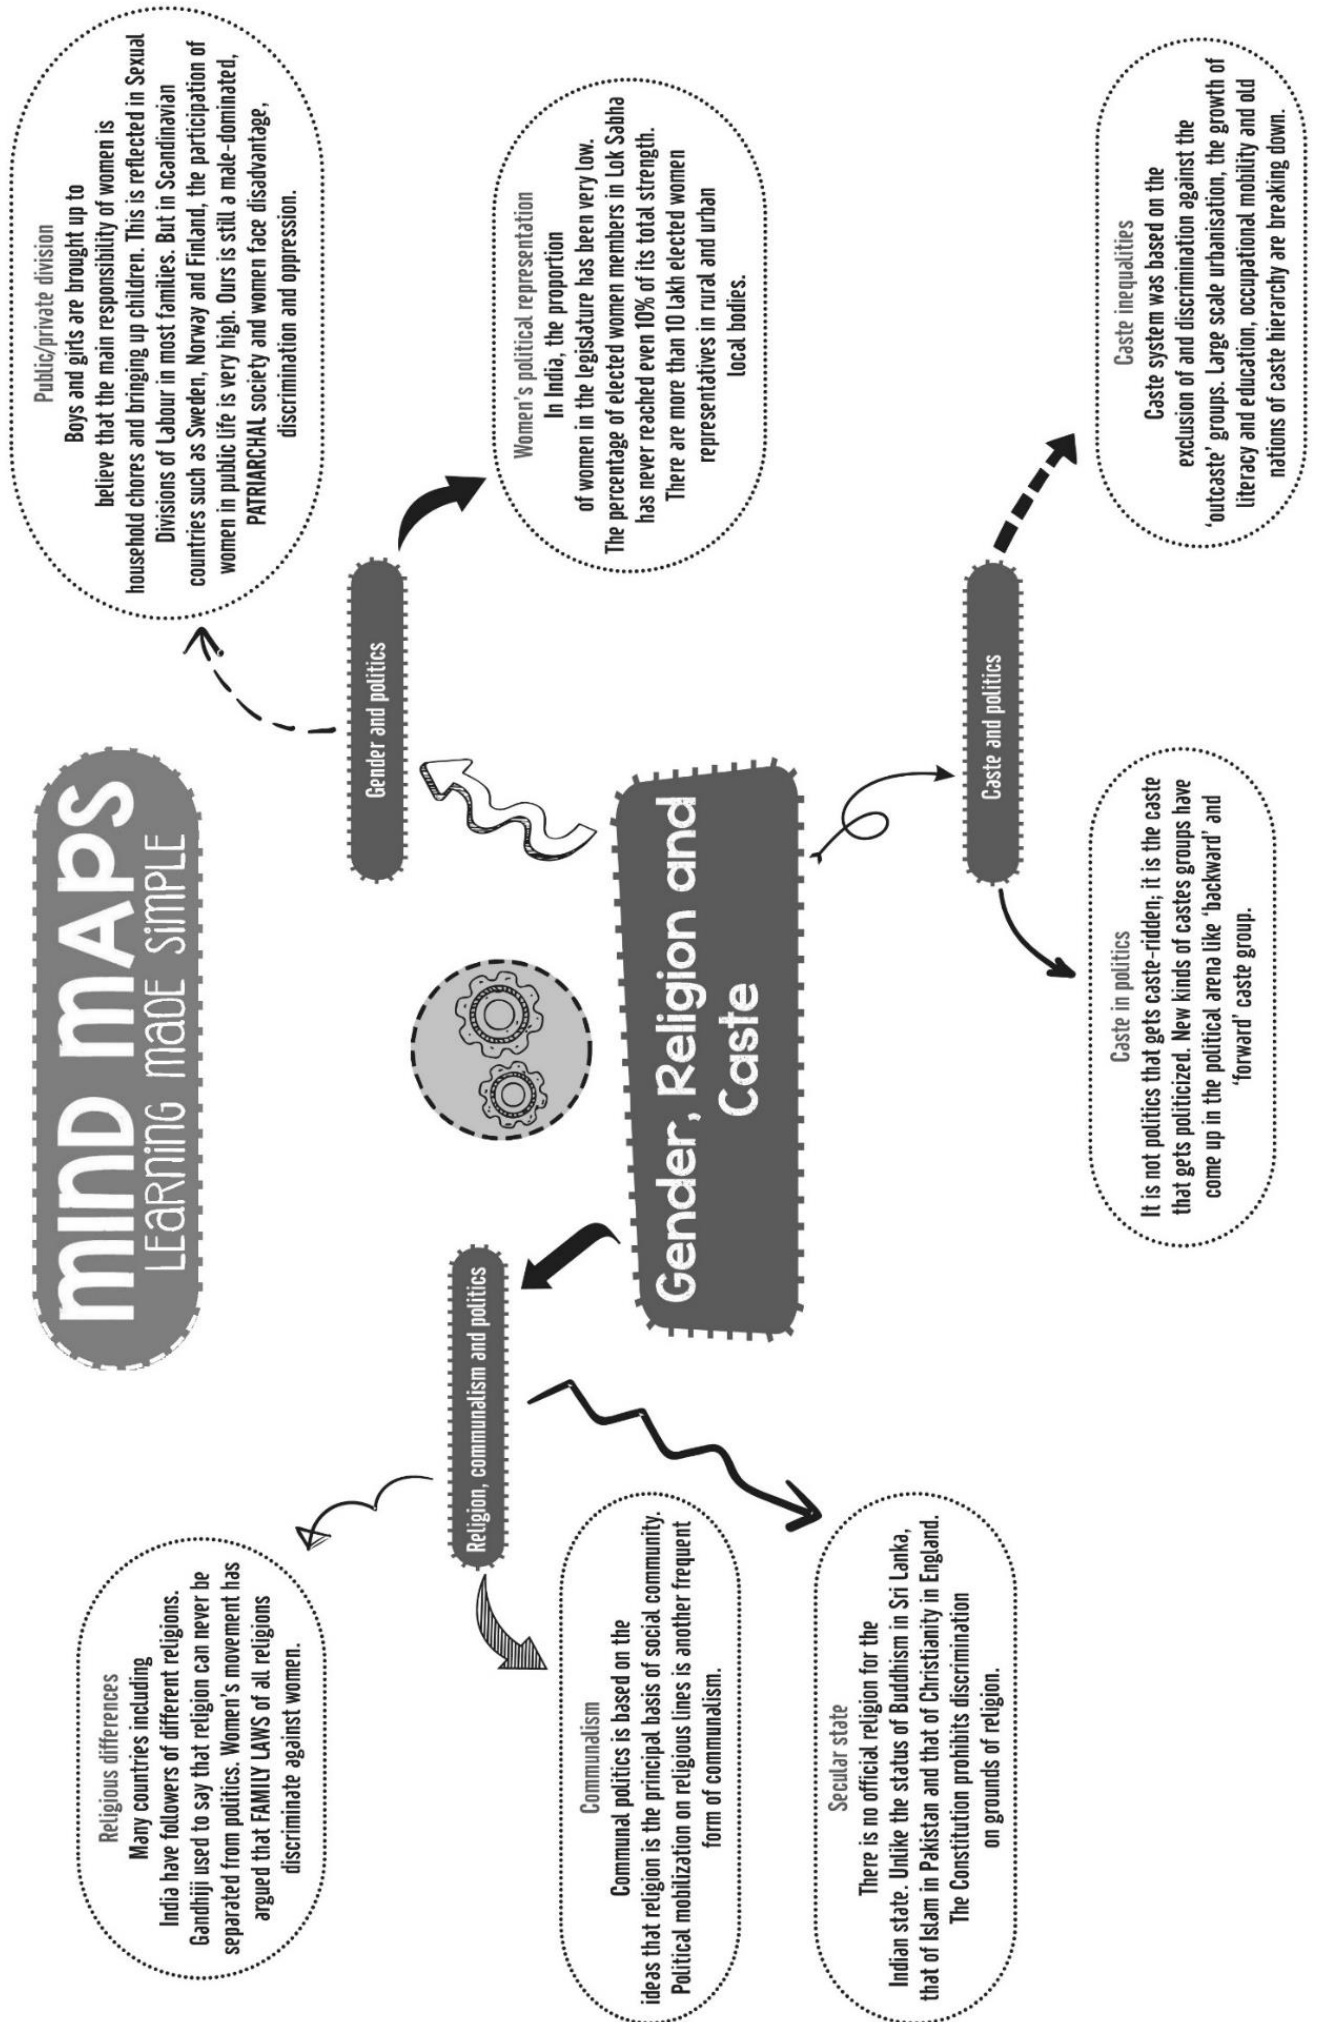 MIND MAPS
LEARNING MADE SIMPLE
Gender, Religion and
Caste
Religion, communalism and politics
Religious differences
Many countries including
India have followers of different religions.
Gandhiji used to say that religion can never be
separated from politics. Women's movement has
argued that FAMILY LAWS of all religions
discriminate against women.
Communalism
Communal politics is based on the
ideas that religion is the principal basis of social community.
Political mobilization on religious lines is another frequent
form of communalism.
Secular state
There is no official religion for the
Indian state. Unlike the status of Buddhism in Sri Lanka,
that of Islam in Pakistan and that of Christianity in England.
The Constitution prohibits discrimination
on grounds of religion.
Gender and politics
Public/private division
Boys and girls are brought up to
believe that the main responsibility of women is
household chores and bringing up children. This is reflected in Sexual
Divisions of Labour in most families. But in Scandinavian
countries such as Sweden, Norway and Finland, the participation of
women in public life is very high. Ours is still a male-dominated,
PATRIARCHAL society and women face disadvantage,
discrimination and oppression.
Women's political representation
In India, the proportion
of women in the legislature has been very low.
The percentage of elected women members in Lok Sabha
has never reached even 10% of its total strength.
There are more than 10 lakh elected women
representatives in rural and urban
local bodies.
Caste and politics
Caste in politics
It is not politics that gets caste-ridden; it is the caste
that gets politicized. New kinds of castes groups have
come up in the political arena like 'backward' and
'forward' caste group.
Caste inequalities
Caste system was based on the
exclusion of and discrimination against the
'outcaste' groups. Large scale urbanisation, the growth of
literacy and education, occupational mobility and old
nations of caste hierarchy are breaking down.